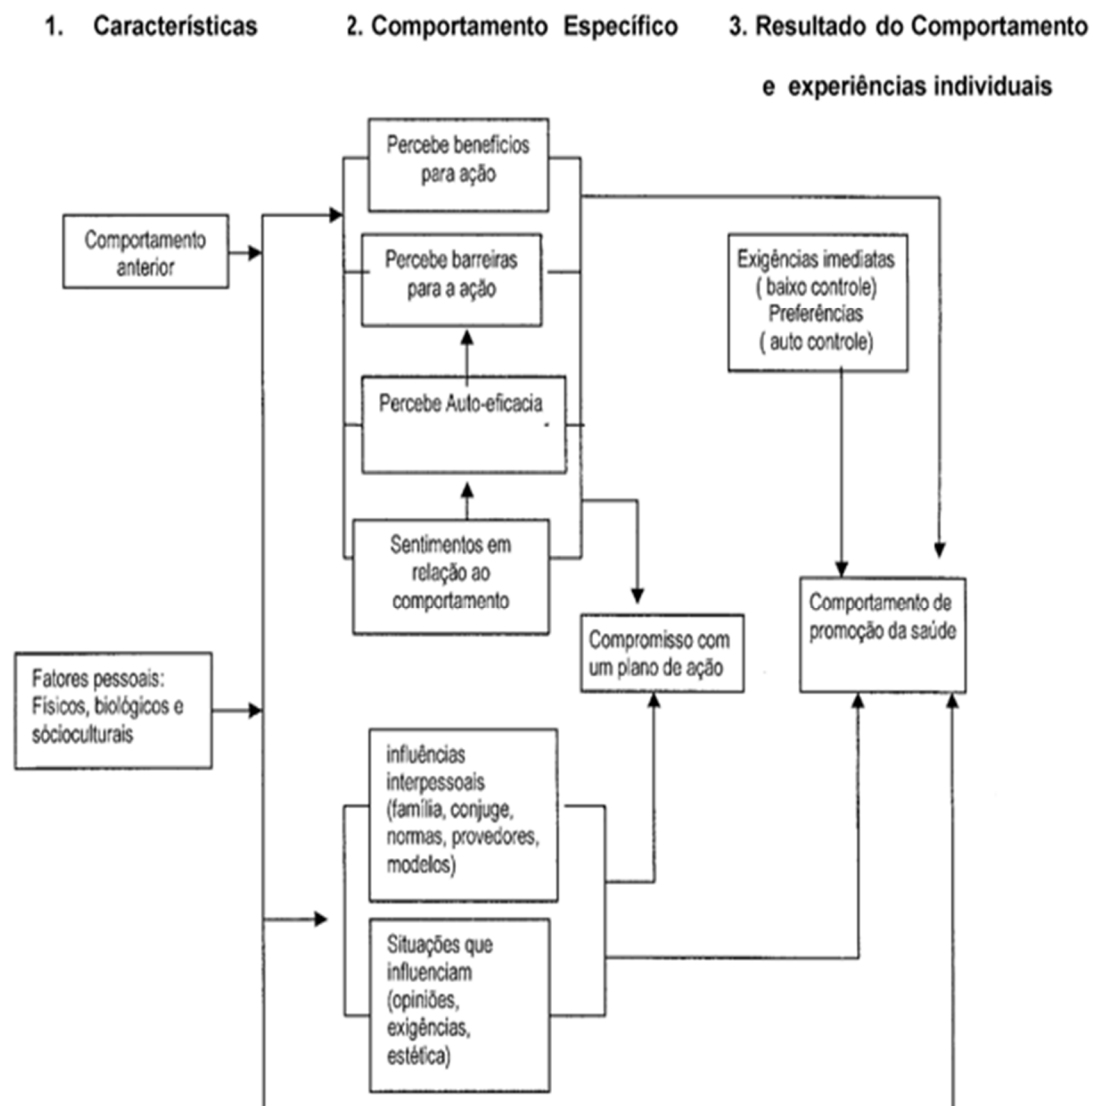 1. Características
2. Comportamento Específico
3. Resultado do Comportamento
e experiências individuais
Comportamento
anterior
Fatores pessoais:
Físicos, biológicos e
sócioculturais
Percebe benefícios
para ação
Percebe barreiras
para a ação
Percebe Auto-eficacia
Sentimentos em
relação ao
comportamento
influências
interpessoais
(família, conjuge,
normas, provedores,
modelos)
Situações que
influenciam
(opiniões,
exigências,
estética)
Compromisso com
um plano de ação
Exigências imediatas
( baixo controle)
Preferências
( auto controle)
Comportamento de
promoção da saúde